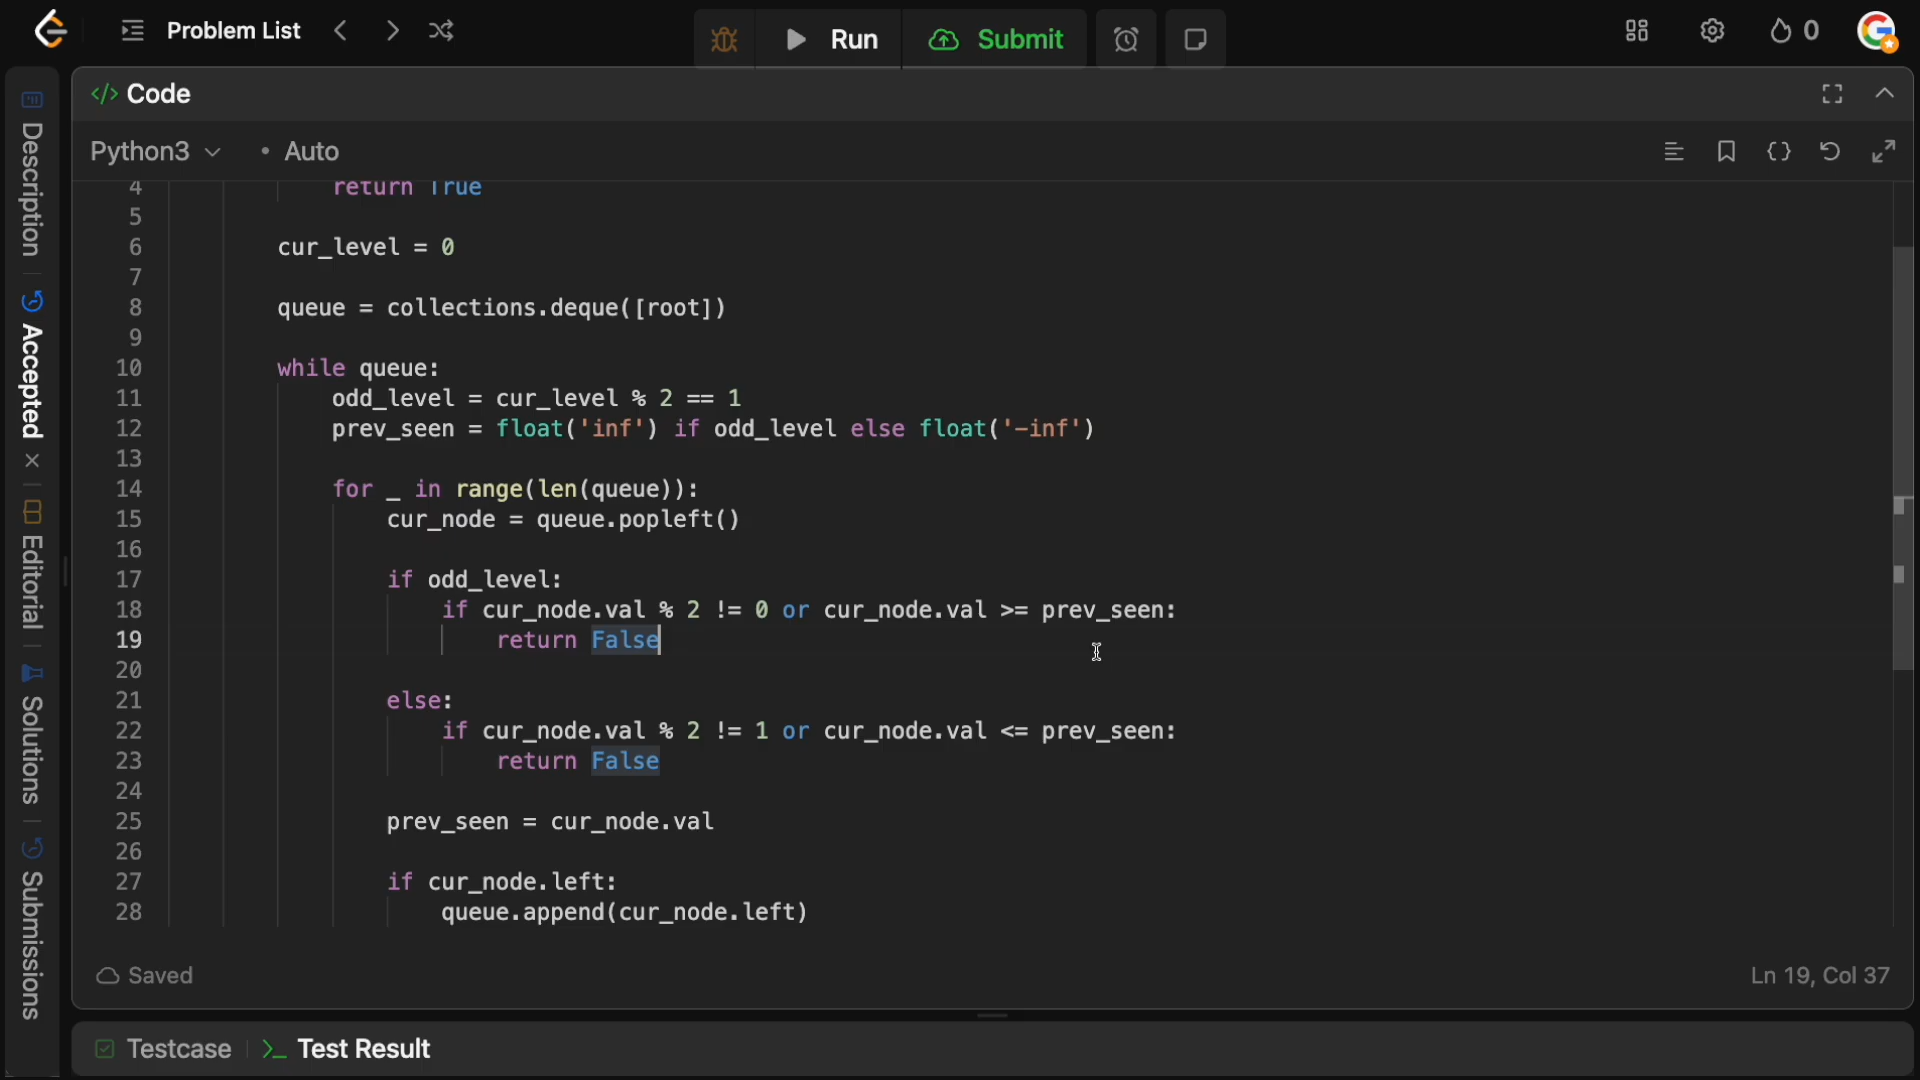 Problem List
Run
Submit
0
</> Code
Python3
• Auto
Description
Accepted
Editorial
Solutions
Submissions
4 return True
5
6 cur_level = 0
7
8 queue = collections.deque([root])
9
10 while queue:
11 odd_level = cur_level % 2 == 1
12 prev_seen = float('inf') if odd_level else float('-inf')
13
14 for _ in range(len(queue)):
15 cur_node = queue.popleft()
16
17 if odd_level:
18 if cur_node.val % 2 != 0 or cur_node.val >= prev_seen:
19 return False
20
21 else:
22 if cur_node.val % 2 != 1 or cur_node.val <= prev_seen:
23 return False
24
25 prev_seen = cur_node.val
26
27 if cur_node.left:
28 queue.append(cur_node.left)
Saved
Ln 19, Col 37
Testcase
Test Result